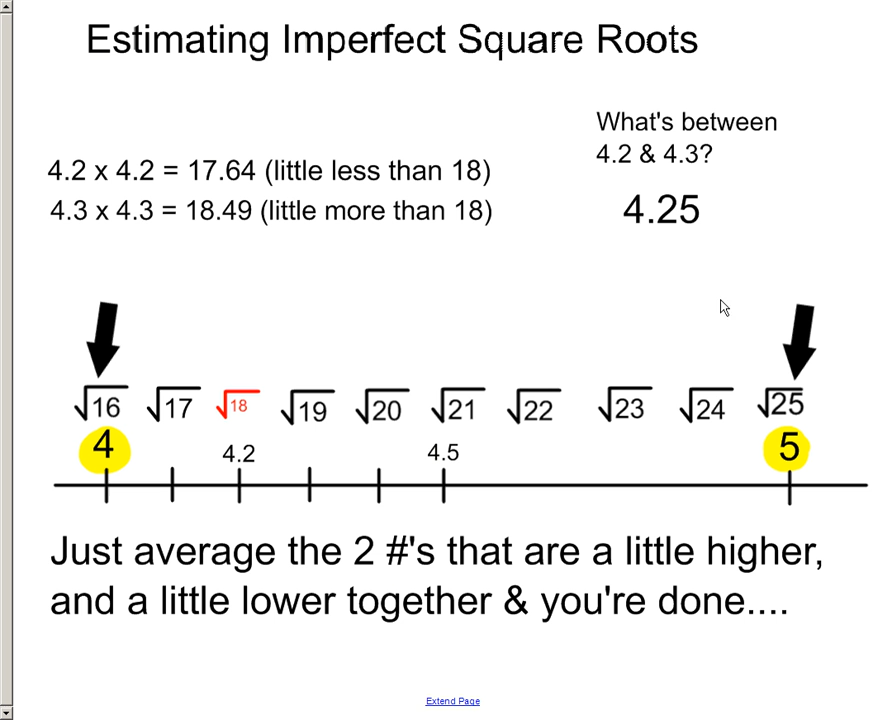 Estimating Imperfect Square Roots
What's between
4.2 & 4.3?
4.25
4.2 x 4.2 = 17.64 (little less than 18)
4.3 x 4.3 = 18.49 (little more than 18)
√16 √17 √18 √19 √20 √21 √22 √23 √24 √25
4 4.2 4.5 5
Just average the 2 #'s that are a little higher,
and a little lower together & you're done....
Extend Page